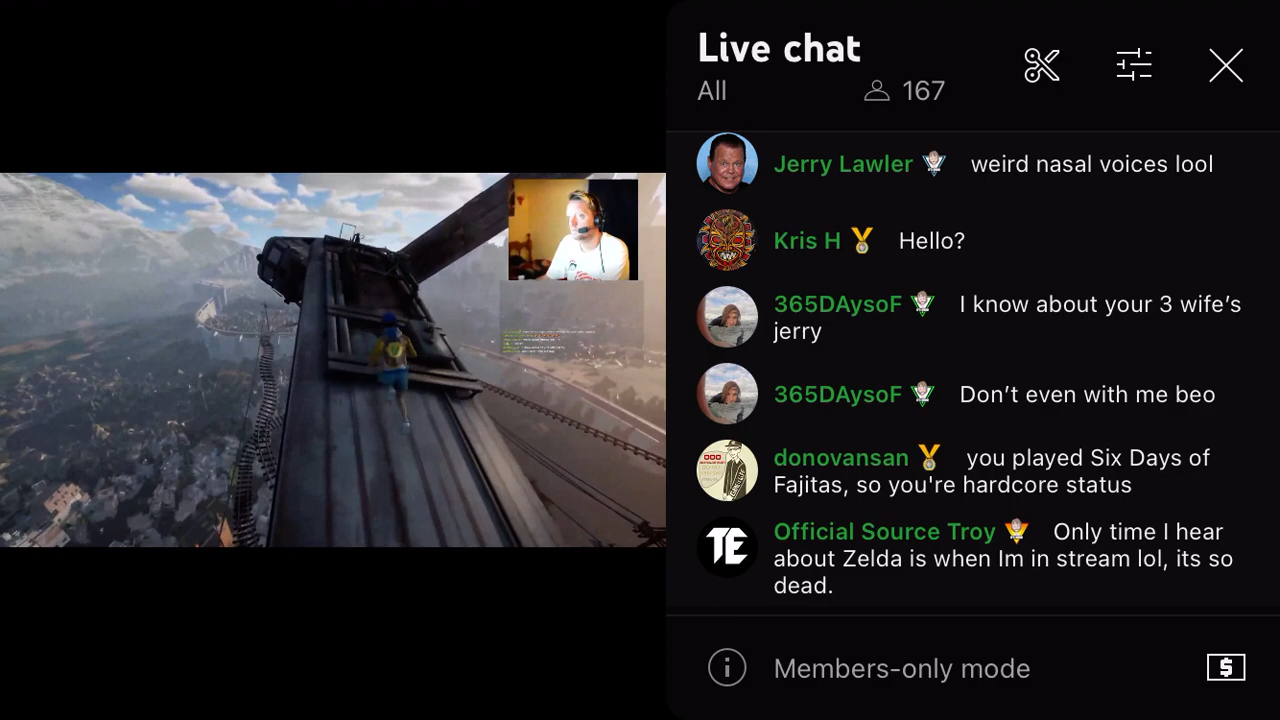 Live chat
All 167
Jerry Lawler weird nasal voices lool
Kris H Hello?
365DAysoF I know about your 3 wife's
jerry
365DAysoF Don't even with me beo
donovansan you played Six Days of
Fajitas, so you're hardcore status
TE
Official Source Troy Only time I hear
about Zelda is when Im in stream lol, its so
dead.
Members-only mode